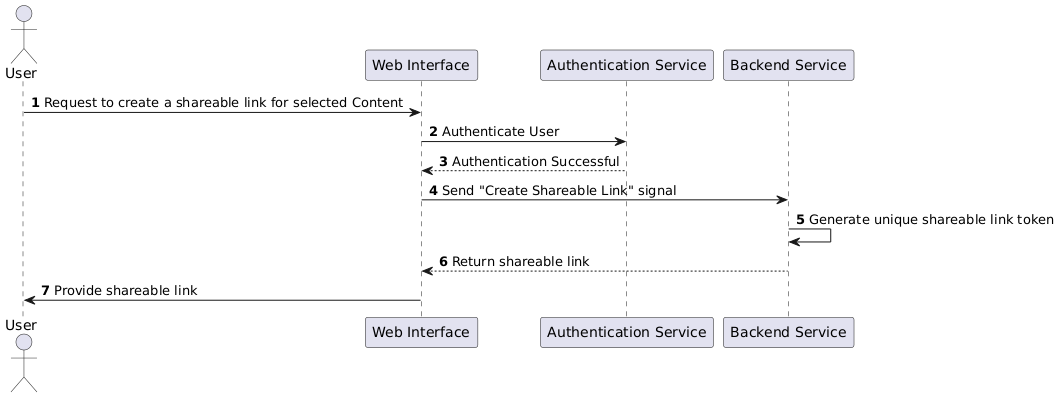 User
Web Interface
Authentication Service
Backend Service
1 Request to create a shareable link for selected Content
2 Authenticate User
3 Authentication Successful
4 Send "Create Shareable Link" signal
5 Generate unique shareable link token
6 Return shareable link
7 Provide shareable link
User
Web Interface
Authentication Service
Backend Service